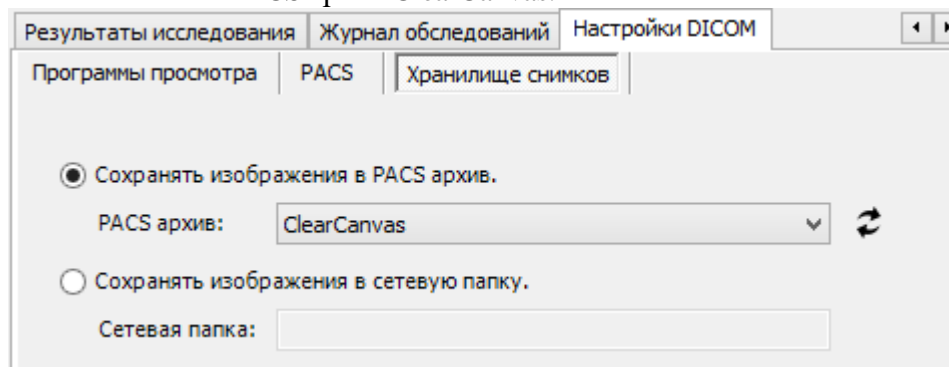 Результаты исследования Журнал обследований Настройки DICOM
Программы просмотра PACS Хранилище снимков
Сохранять изображения в PACS архив.
PACS архив: ClearCanvas
Сохранять изображения в сетевую папку.
Сетевая папка: